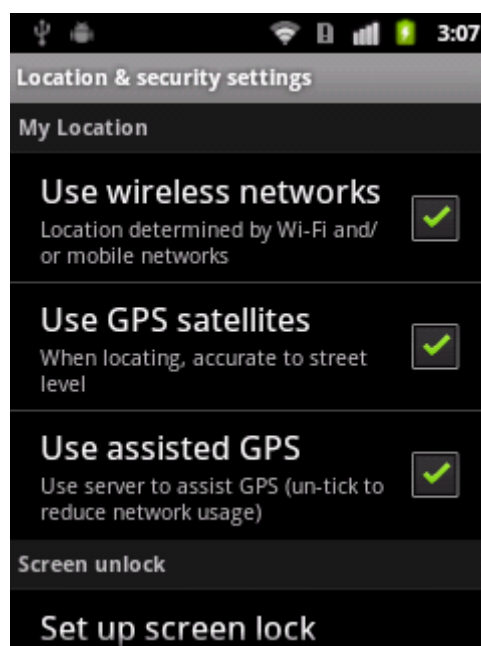 3:07
Location & security settings
My Location
Use wireless networks
Location determined by Wi-Fi and/
or mobile networks
Use GPS satellites
When locating, accurate to street
level
Use assisted GPS
Use server to assist GPS (un-tick to
reduce network usage)
Screen unlock
Set up screen lock